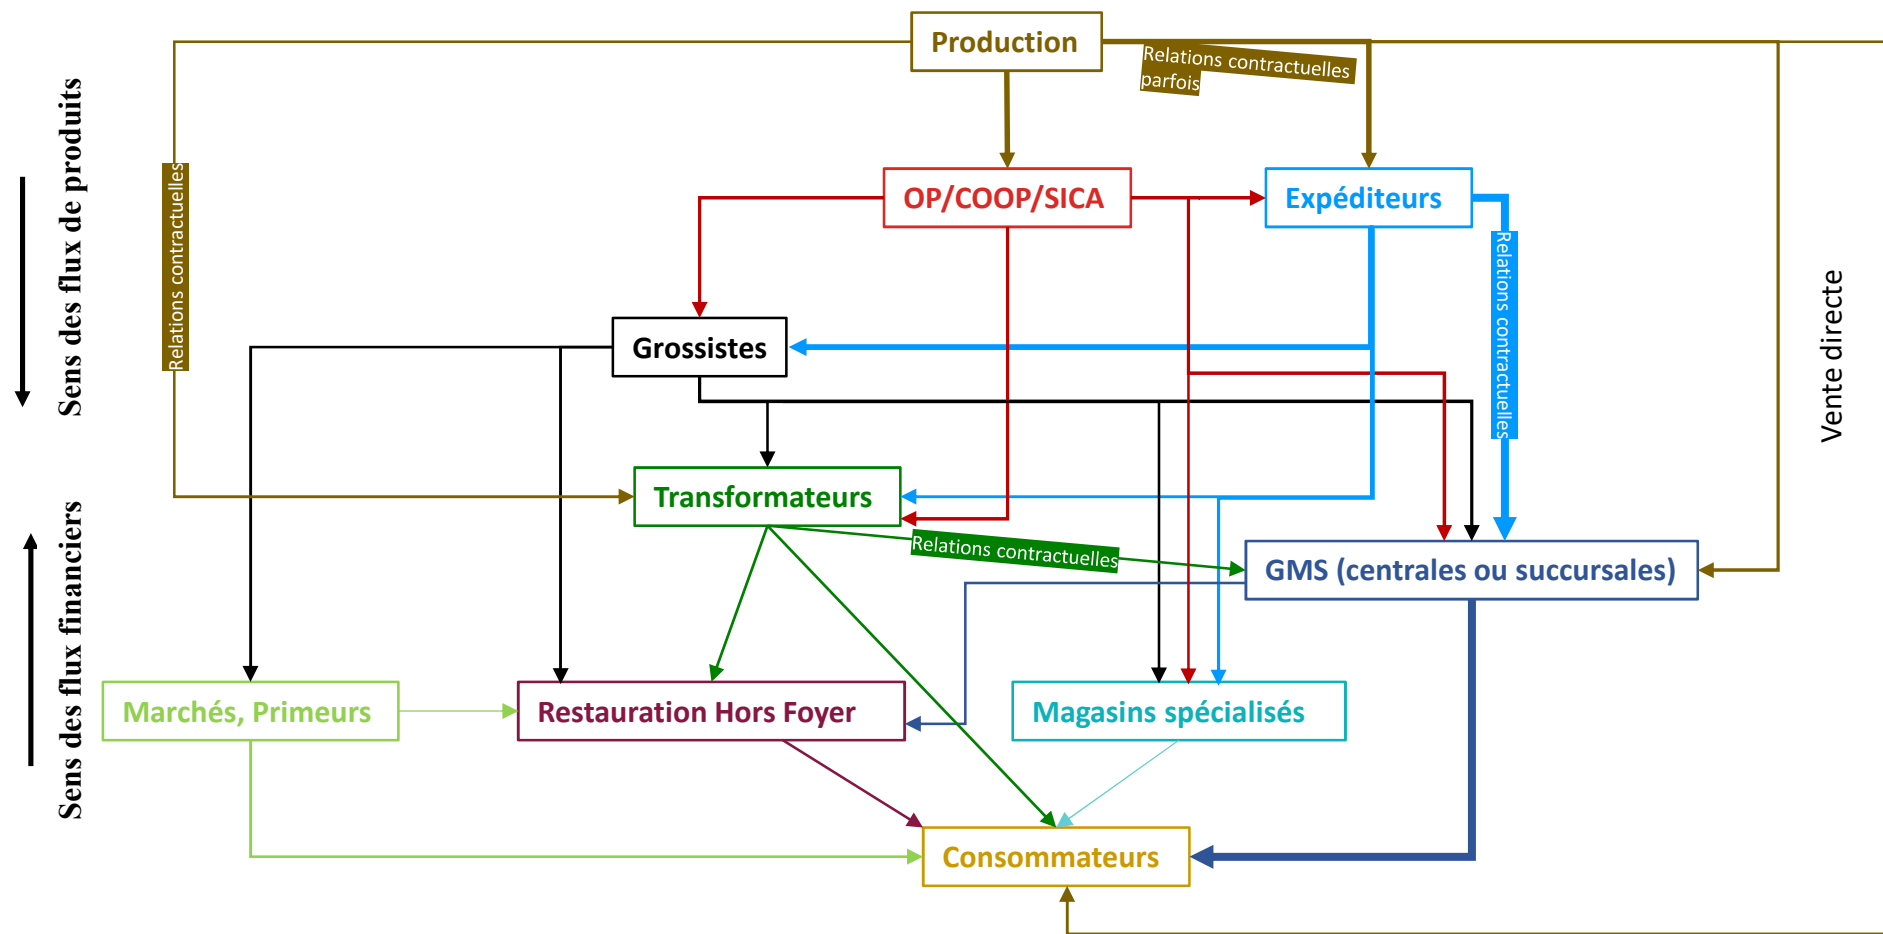 Production
Relations contractuelles
parfois
Sens des flux de produits
Relations contractuelles
OP/COOP/SICA
Expéditeurs
Relations contractuelles
Vente directe
Grossistes
Transformateurs
Relations contractuelles
GMS (centrales ou succursales)
Sens des flux financiers
Marchés, Primeurs
Restauration Hors Foyer
Magasins spécialisés
Consommateurs